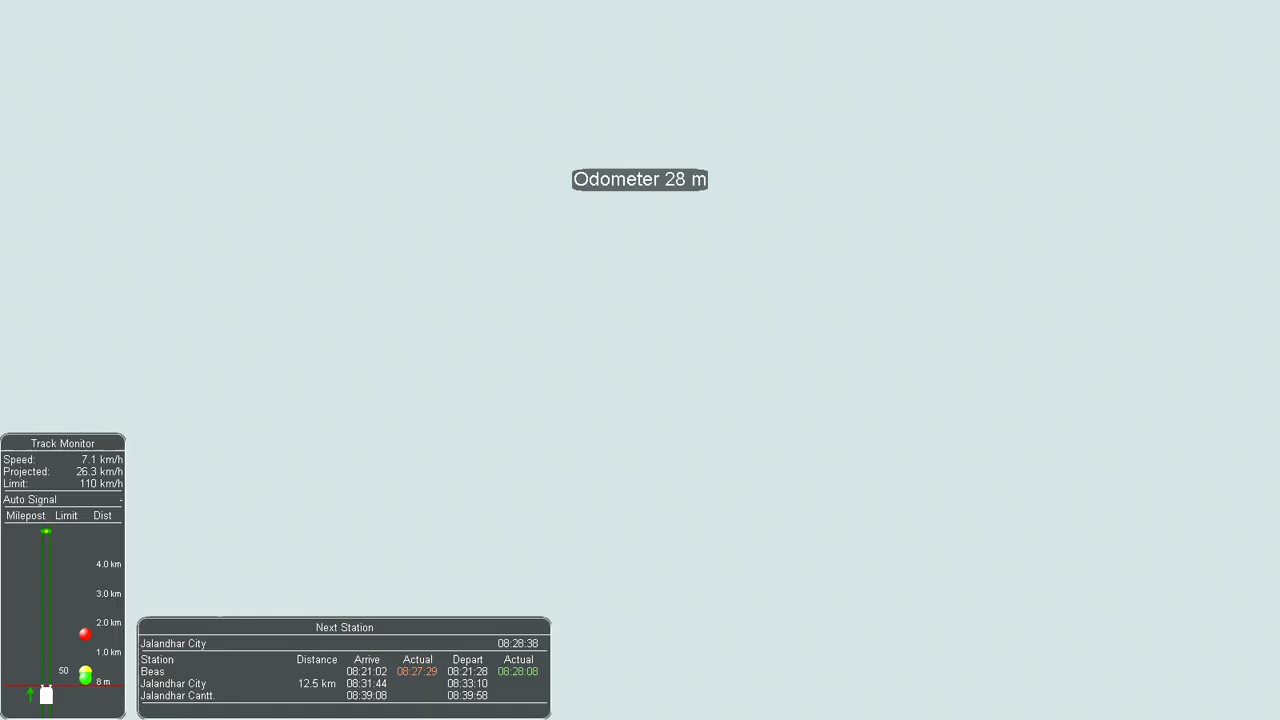 Odometer 28 m
Track Monitor
Speed: 7.1 km/h
Projected: 26.3 km/h
Limit: 110 km/h
Auto Signal -
Milepost Limit Dist
4.0 km
3.0 km
2.0 km
1.0 km
50
8 m
Next Station
Jalandhar City 08:28:38
Station Distance Arrive Actual Depart Actual
Beas 08:21:02 08:27:29 08:21:28 08:28:08
Jalandhar City 12.5 km 08:31:44 08:33:10
Jalandhar Cantt. 08:39:08 08:39:58